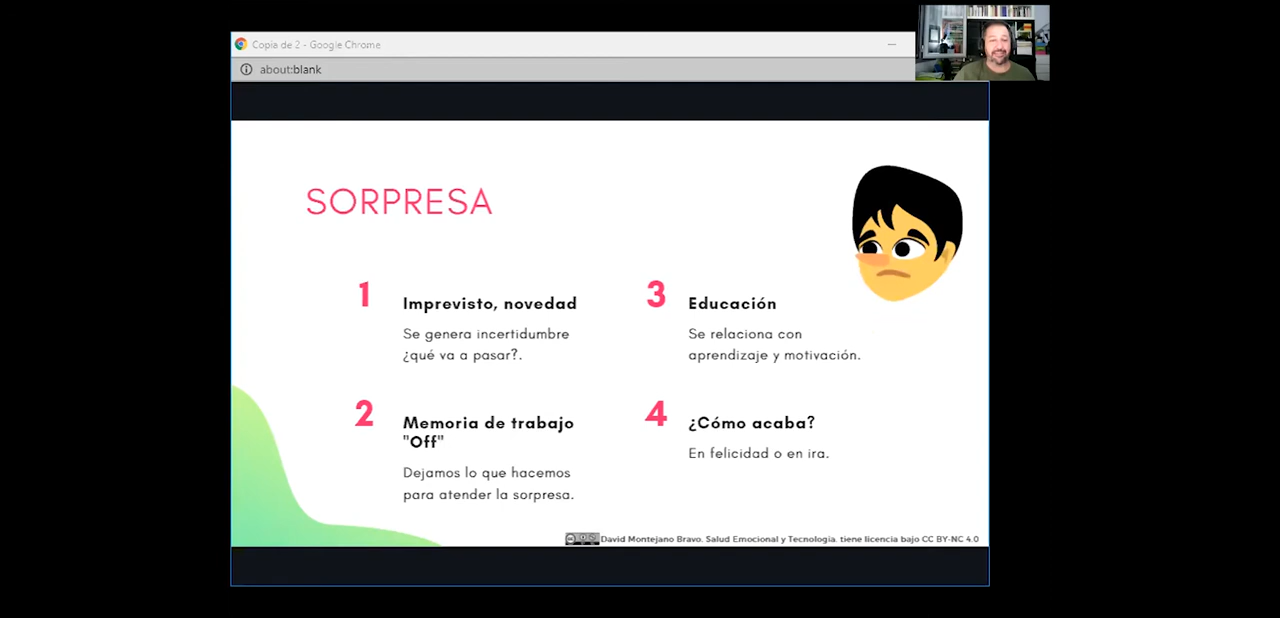 Copia de 2 - Google Chrome
about:blank
SORPRESA
1
Imprevisto, novedad
Se genera incertidumbre
¿qué va a pasar?.
2
Memoria de trabajo
"Off"
Dejamos lo que hacemos
para atender la sorpresa.
3
Educación
Se relaciona con
aprendizaje y motivación.
4
¿Cómo acaba?
En felicidad o en ira.
David Montejano Bravo. Salud Emocional y Tecnología. tiene licencia bajo CC BY-NC 4.0